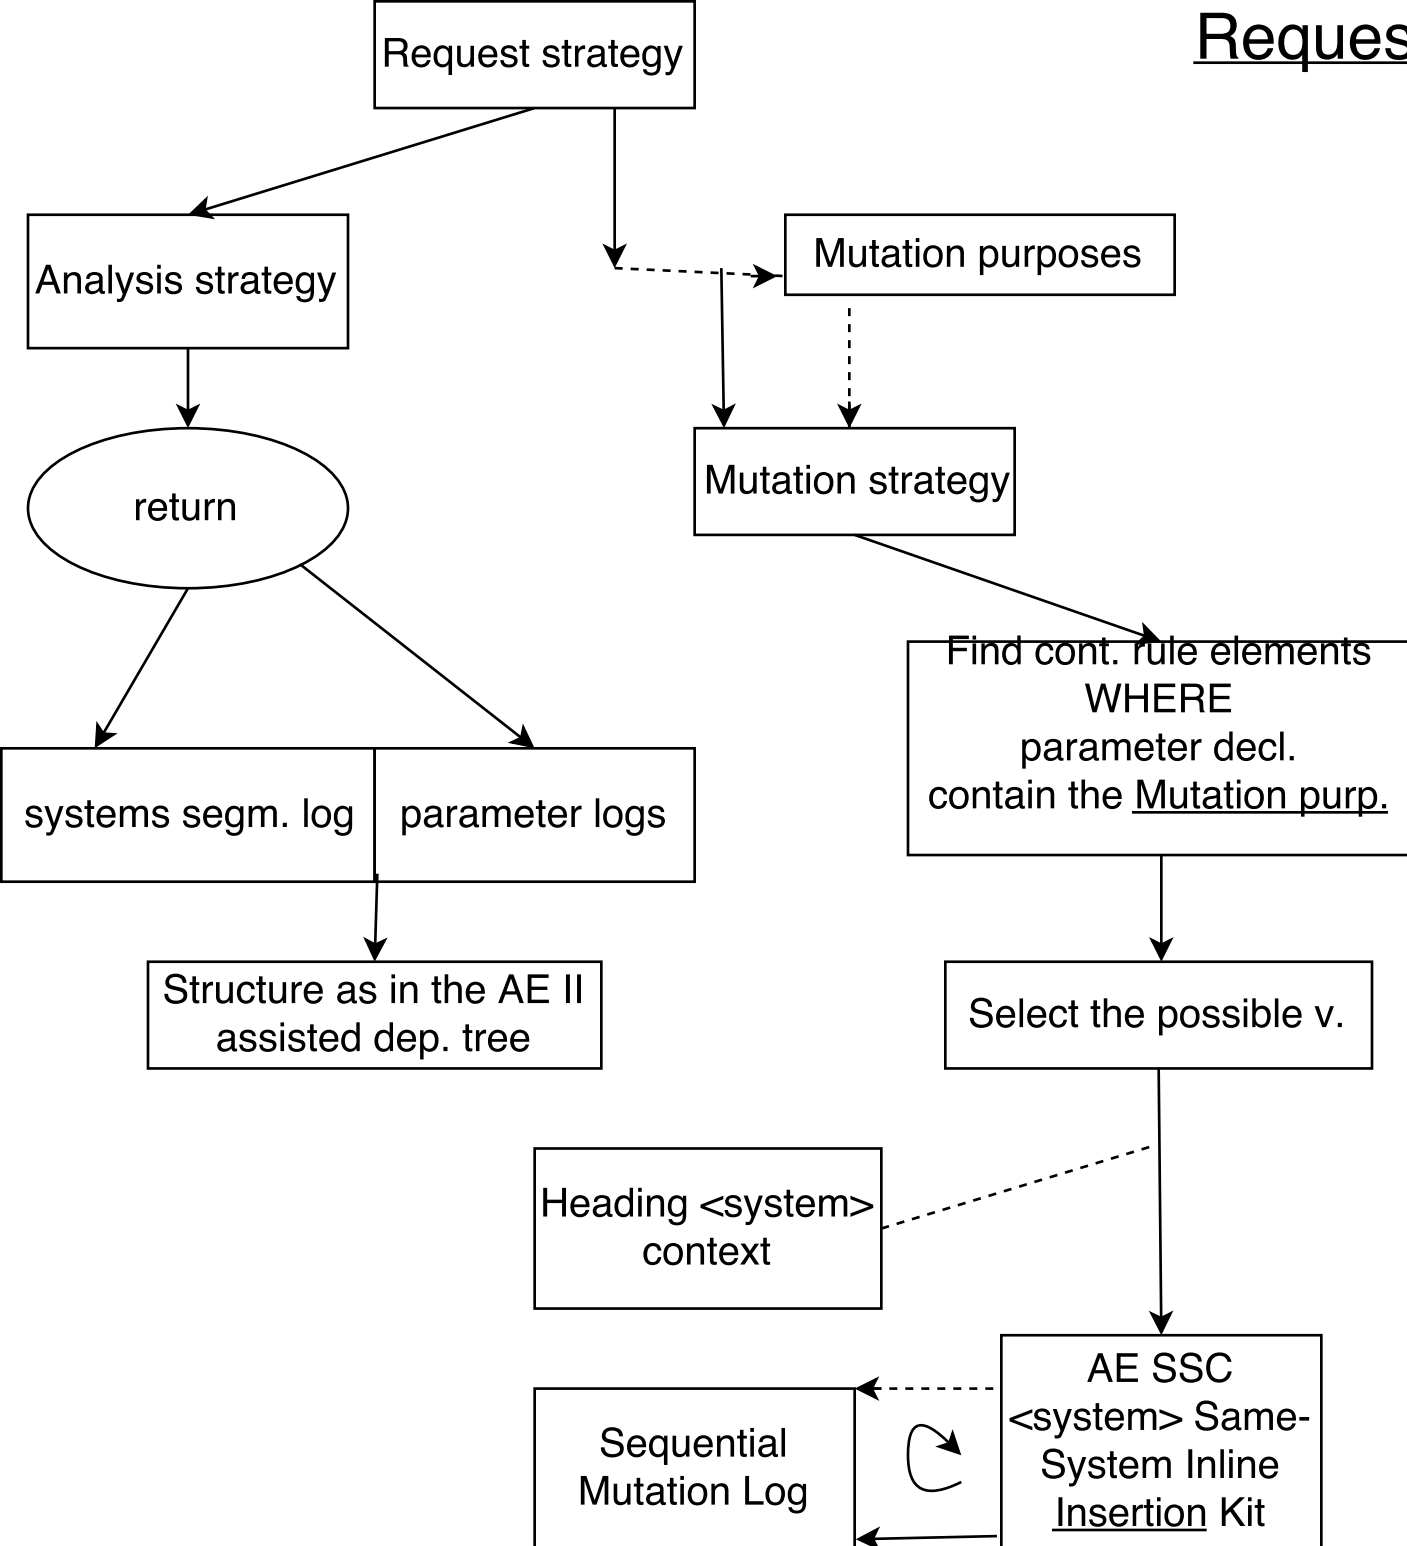 Request strategy
Reques
Analysis strategy
Mutation purposes
return
Mutation strategy
Find cont. rule elements
WHERE
parameter decl.
contain the Mutation purp.
systems segm. log
parameter logs
Structure as in the AE II
assisted dep. tree
Select the possible v.
Heading <system>
context
AE SSC
<system> Same-
System Inline
Insertion Kit
Sequential
Mutation Log